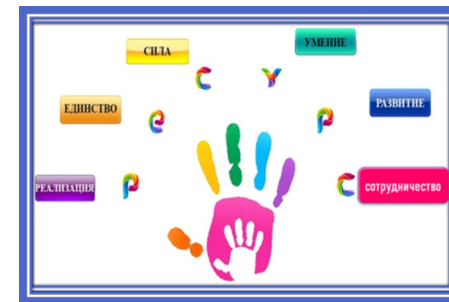 СИЛА
УМЕНИЕ
С У
ЕДИНСТВО
РАЗВИТИЕ
е Р
РЕАЛИЗАЦИЯ
Р С
сотрудничество